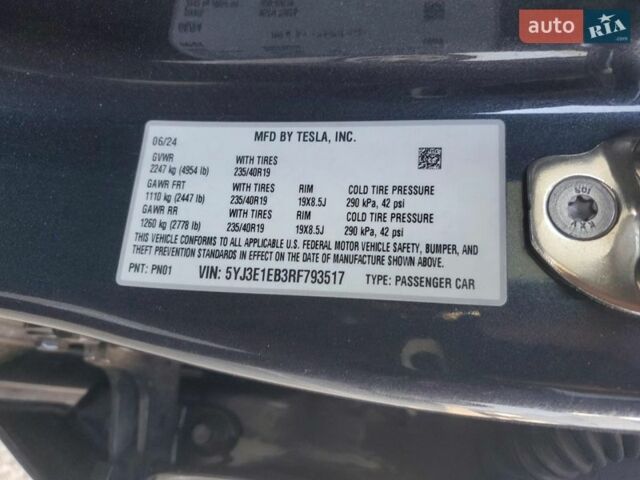 auto RIA.com
06/24 MFD BY TESLA, INC.
GVWR WITH TIRES
2247 kg (4954 lb) 235/40R19
GAWR FRT WITH TIRES RIM COLD TIRE PRESSURE
1110 kg (2447 lb) 235/40R19 19X8.5J 290 kPa, 42 psi
GAWR RR WITH TIRES RIM COLD TIRE PRESSURE
1260 kg (2778 lb) 235/40R19 19X8.5J 290 kPa, 42 psi
THIS VEHICLE CONFORMS TO ALL APPLICABLE U.S. FEDERAL MOTOR VEHICLE SAFETY, BUMPER, AND
THEFT PREVENTION STANDARDS IN EFFECT ON THE DATE OF MANUFACTURE SHOWN ABOVE.
PNT: PN01 VIN: 5YJ3E1EB3RF793517 TYPE: PASSENGER CAR